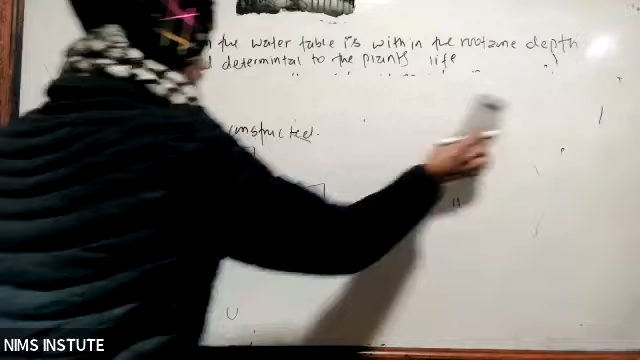 the water table is within the rootzone depth
determintal to the plants life
constructed.
H
U
NIMS INSTUTE